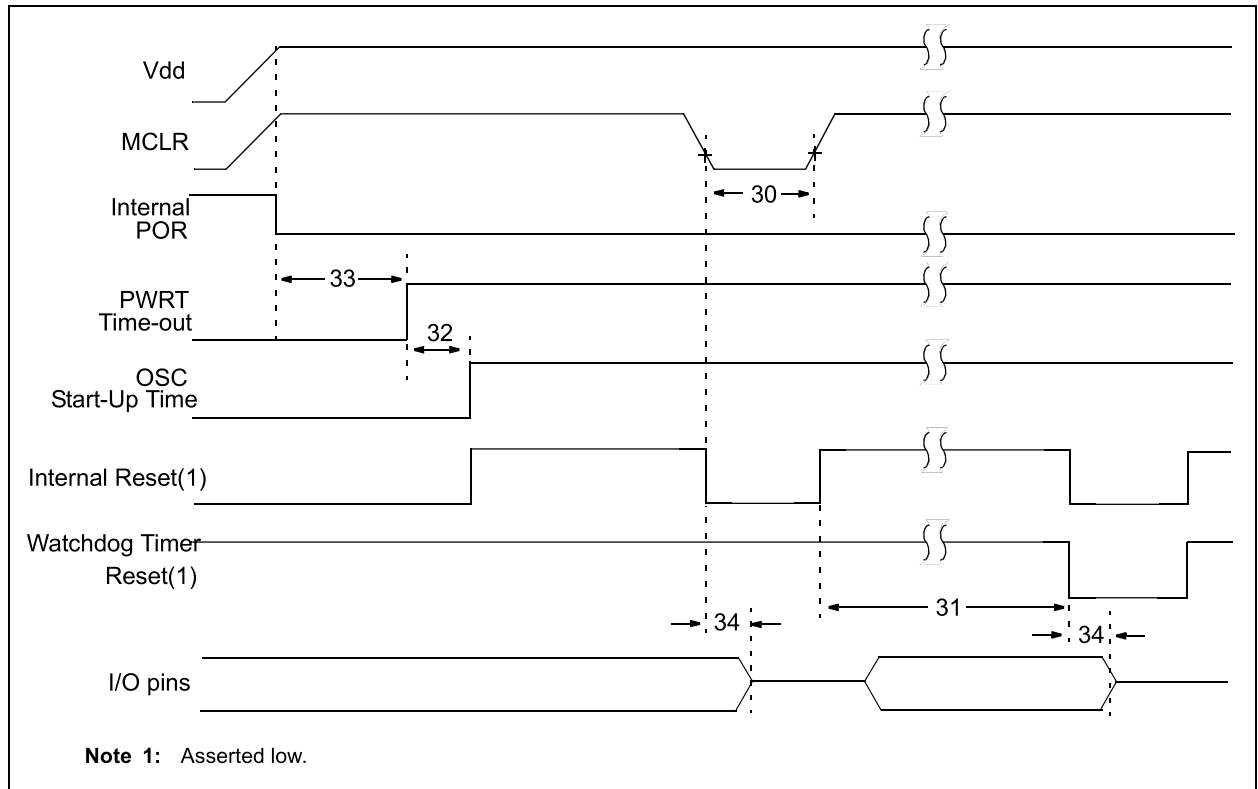 Vdd
MCLR
30
Internal
POR
33
PWRT
Time-out
32
OSC
Start-Up Time
Internal Reset(1)
Watchdog Timer
Reset(1)
31
34
34
I/O pins
Note 1: Asserted low.